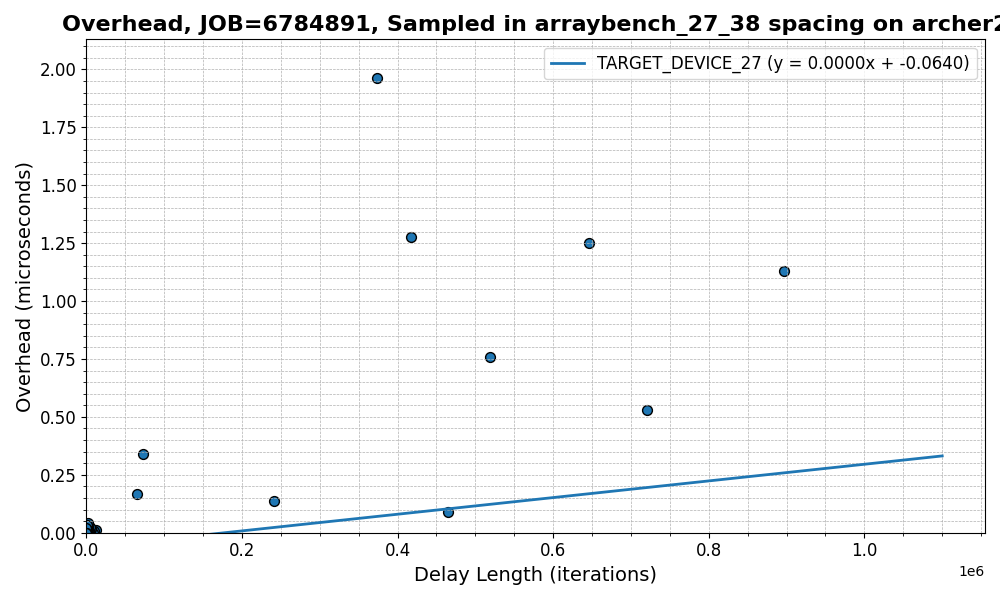 Overhead, JOB=6784891, Sampled in arraybench_27_38 spacing on archer2
TARGET_DEVICE_27 (y = 0.0000x + -0.0640)
Overhead (microseconds)
2.00
1.75
1.50
1.25
1.00
0.75
0.50
0.25
0.00
0.0 0.2 0.4 0.6 0.8 1.0
1e6
Delay Length (iterations)